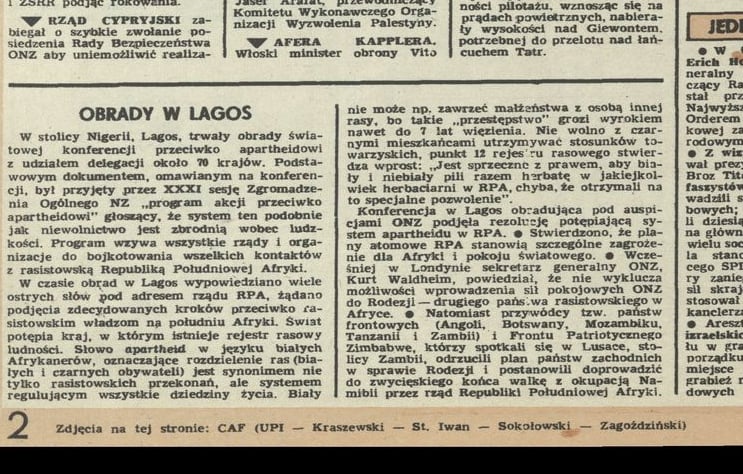 i ZSRR podjąć rokowania.
▼ RZĄD CYPRYJSKI za-
biegał o szybkie zwołanie po-
siedzenia Rady Bezpieczeństwa
ONZ aby uniemożliwić realiza-
Jaser Arafat, przewodniczący
Komitetu Wykonawczego Orga-
nizacji Wyzwolenia Palestyny.
▼ AFERA KAPPLERA.
Włoski minister obrony Vito
ności pilotażu, wznosząc się na
prądach powietrznych, nabiera-
ły wysokości nad Giewontem,
potrzebnej do przelotu nad łań-
cuchem Tatr.
OBRADY W LAGOS
W stolicy Nigerii, Lagos, trwały obrady świa-
towej konferencji przeciwko apartheidowi
z udziałem delegacji około 70 krajów. Podsta-
wowym dokumentem, omawianym na konferen-
cji, był przyjęty przez XXXI sesję Zgromadze-
nia Ogólnego NZ „program akcji przeciwko
apartheidowi" głoszący, że system ten podobnie
jak niewolnictwo jest zbrodnią wobec ludz-
kości. Program wzywa wszystkie rządy i orga-
nizacje do bojkotowania wszelkich kontaktów
z rasistowską Republiką Południowej Afryki.
W czasie obrad w Lagos wypowiedziano wiele
ostrych słów pod adresem rządu RPA, żądano
podjęcia zdecydowanych kroków przeciwko ra-
sistowskim władzom na południu Afryki. Świat
potępia kraj, w którym istnieje rejestr rasowy
ludności. Słowo apartheid w języku białych
Afrykanerów, oznaczające rozdzielenie ras (bia-
łych i czarnych obywateli) jest synonimem nie
tylko rasistowskich przekonań, ale systemem
regulującym wszystkie dziedziny życia. Biały
nie może np. zawrzeć małżeństwa z osobą innej
rasy, bo takie „przestępstwo" grozi wyrokiem
nawet do 7 lat więzienia. Nie wolno z czar-
nymi mieszkańcami utrzymywać stosunków to-
warzyskich, punkt 12 rejestru rasowego stwier-
dza wprost: „Jest sprzeczne z prawem, aby bia-
ły i niebiały pili razem herbatę w jakiejkol-
wiek herbaciarni w RPA, chyba, że otrzymali na
to specjalne pozwolenie".
Konferencja w Lagos obradująca pod auspi-
cjami ONZ podjęła rezolucję potępiającą sy-
stem apartheidu w RPA. ● Stwierdzono, że pla-
ny atomowe RPA stanowią szczególne zagroże-
nie dla Afryki i pokoju światowego. ● Wcze-
śniej w Londynie sekretarz generalny ONZ,
Kurt Waldheim, powiedział, że nie wyklucza
możliwości wprowadzenia sił pokojowych ONZ
do Rodezji — drugiego państwa rasistowskiego w
Afryce. ● Natomiast przywódcy tzw. państw
frontowych (Angoli, Botswany, Mozambiku,
Tanzanii i Zambii) i Frontu Patriotycznego
Zimbabwe, którzy spotkali się w Lusace, sto-
licy Zambii, odrzucili plan państw zachodnich
w sprawie Rodezji i postanowili doprowadzić
do zwycięskiego końca walkę z okupacją Na-
mibii przez rząd Republiki Południowej Afryki.
JEDI
● W
Erich Ho
neralny
czący Ra
stał prz
Najwyższ
Orderem
kowej za
rodowym
● Z wiz
wał prez
Broz Tito
faszystów
wadzili s
bowych;
li dziesią
na główn
wielu soc
la stano
cego SPD
ry zanie
sił skraj
stosował
kanclerza
● Areszt
izraelskic
łu w gra
porządku
miejsce
grabież m
dowych
2 Zdjęcia na tej stronie: CAF (UPI — Kraszewski — St. Iwan — Sokołowski — Zagoździński)